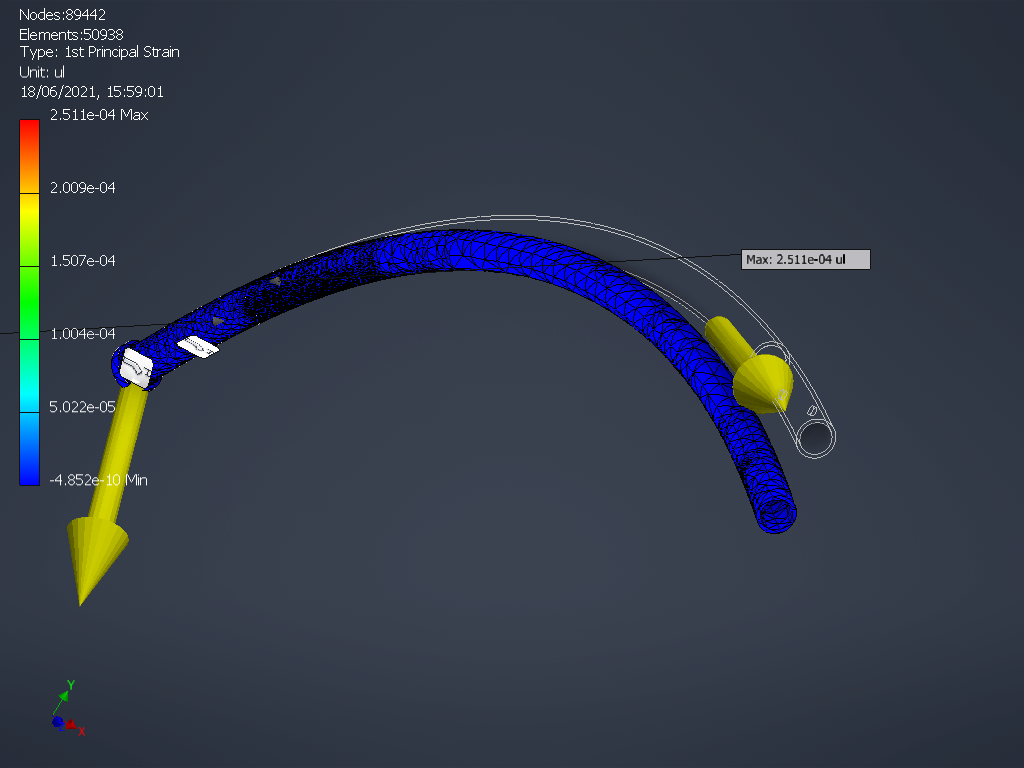 Nodes:89442
Elements:50938
Type: 1st Principal Strain
Unit: ul
18/06/2021, 15:59:01
2.511e-04 Max
2.009e-04
1.507e-04
1.004e-04
5.022e-05
-4.852e-10 Min
Max: 2.511e-04 ul
Y
X